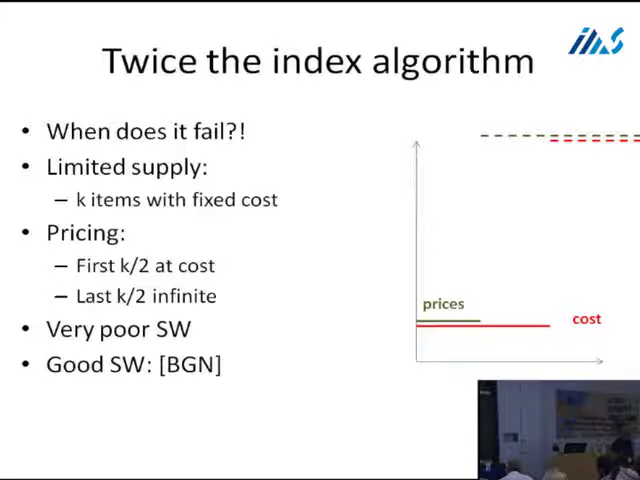 Twice the index algorithm
IMS
• When does it fail?!
• Limited supply:
– k items with fixed cost
• Pricing:
– First k/2 at cost
– Last k/2 infinite
• Very poor SW
• Good SW: [BGN]
prices
cost